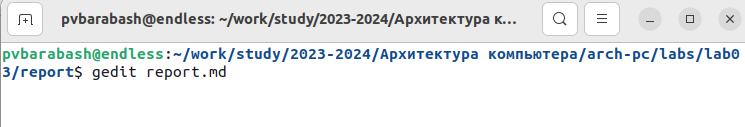 pvbarabash@endless: ~/work/study/2023-2024/Архитектура к...
pvbarabash@endless:~/work/study/2023-2024/Архитектура компьютера/arch-pc/labs/lab0
3/report$ gedit report.md